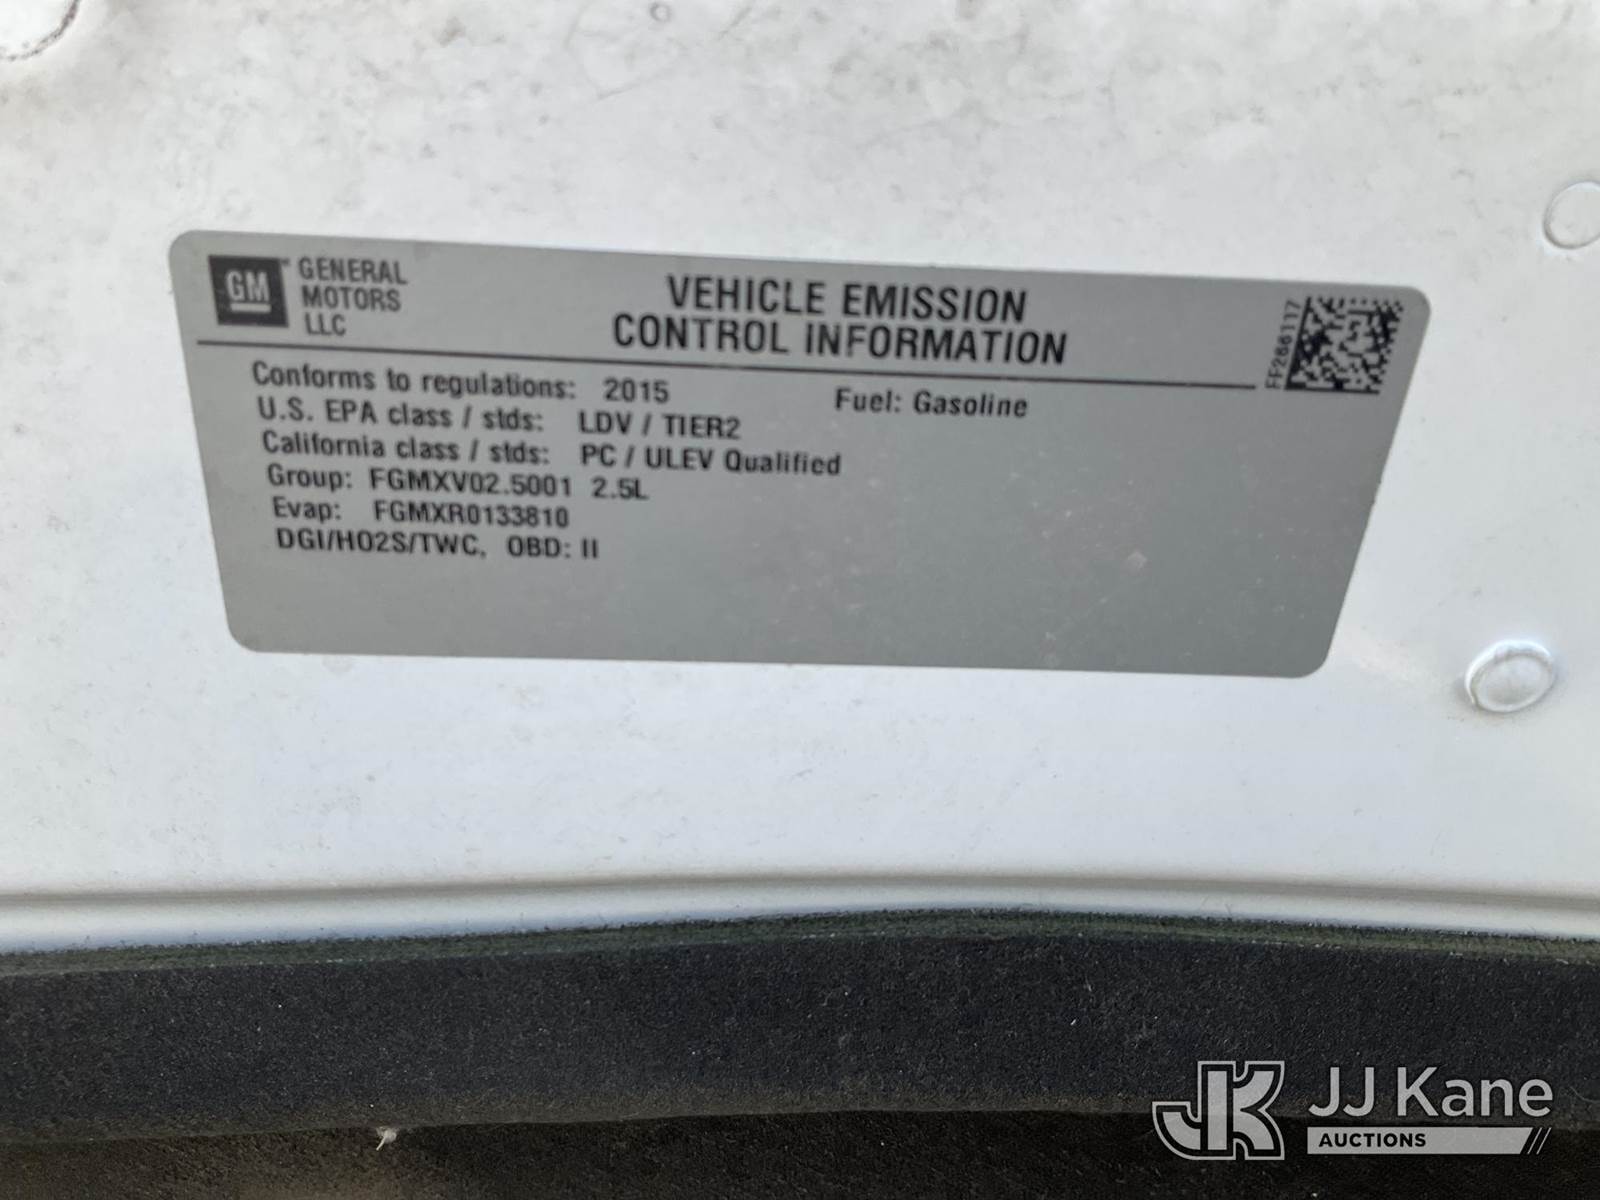 GM
GENERAL
MOTORS
LLC
VEHICLE EMISSION
CONTROL INFORMATION
FF266117
Conforms to regulations: 2015 Fuel: Gasoline
U.S. EPA class / stds: LDV / TIER2
California class / stds: PC / ULEV Qualified
Group: FGMXV02.5001 2.5L
Evap: FGMXR0133810
DGI/HO2S/TWC, OBD: II
JK
JJ Kane
AUCTIONS